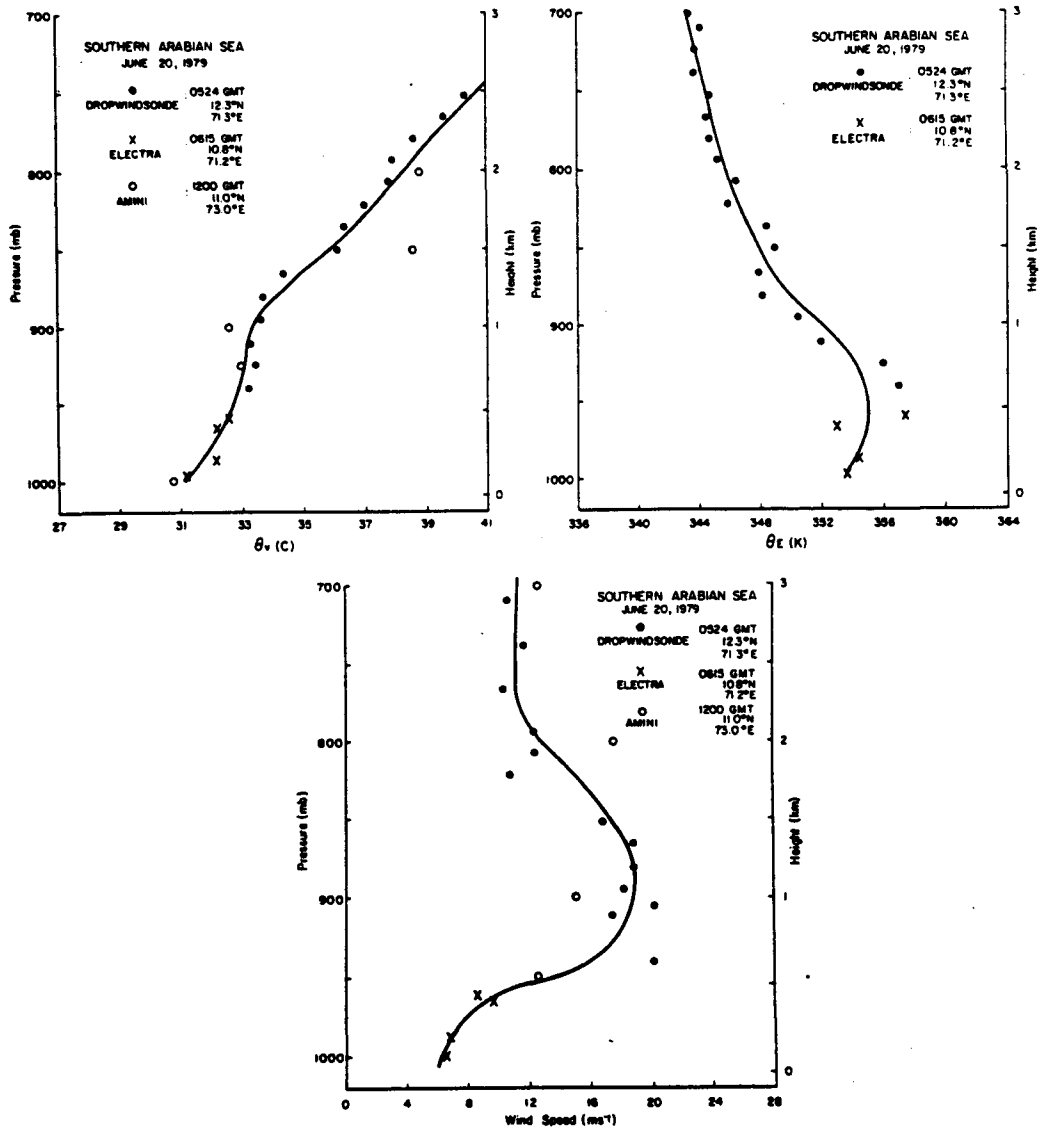 700
800
900
1000
Pressure (mb)
SOUTHERN ARABIAN SEA
JUNE 20, 1979
DROPWINDSONDE
0524 GMT
12.3°N
71.3°E
X
ELECTRA
0615 GMT
10.8°N
71.2°E
AMINI
1200 GMT
11.0°N
73.0°E
3
2
1
0
Height (km)
27 29 31 33 35 37 39 41
θv (C)
700
800
900
1000
Pressure (mb)
SOUTHERN ARABIAN SEA
JUNE 20, 1979
DROPWINDSONDE
0524 GMT
12.3°N
71.3°E
X
ELECTRA
0615 GMT
10.8°N
71.2°E
3
2
1
0
Height (km)
336 340 344 348 352 356 360 364
θE (K)
700
800
900
1000
Pressure (mb)
SOUTHERN ARABIAN SEA
JUNE 20, 1979
DROPWINDSONDE
0524 GMT
12.3°N
71.3°E
X
ELECTRA
0615 GMT
10.8°N
71.2°E
AMINI
1200 GMT
11.0°N
73.0°E
3
2
1
0
Height (km)
0 4 8 12 16 20 24 28
Wind Speed (ms⁻¹)